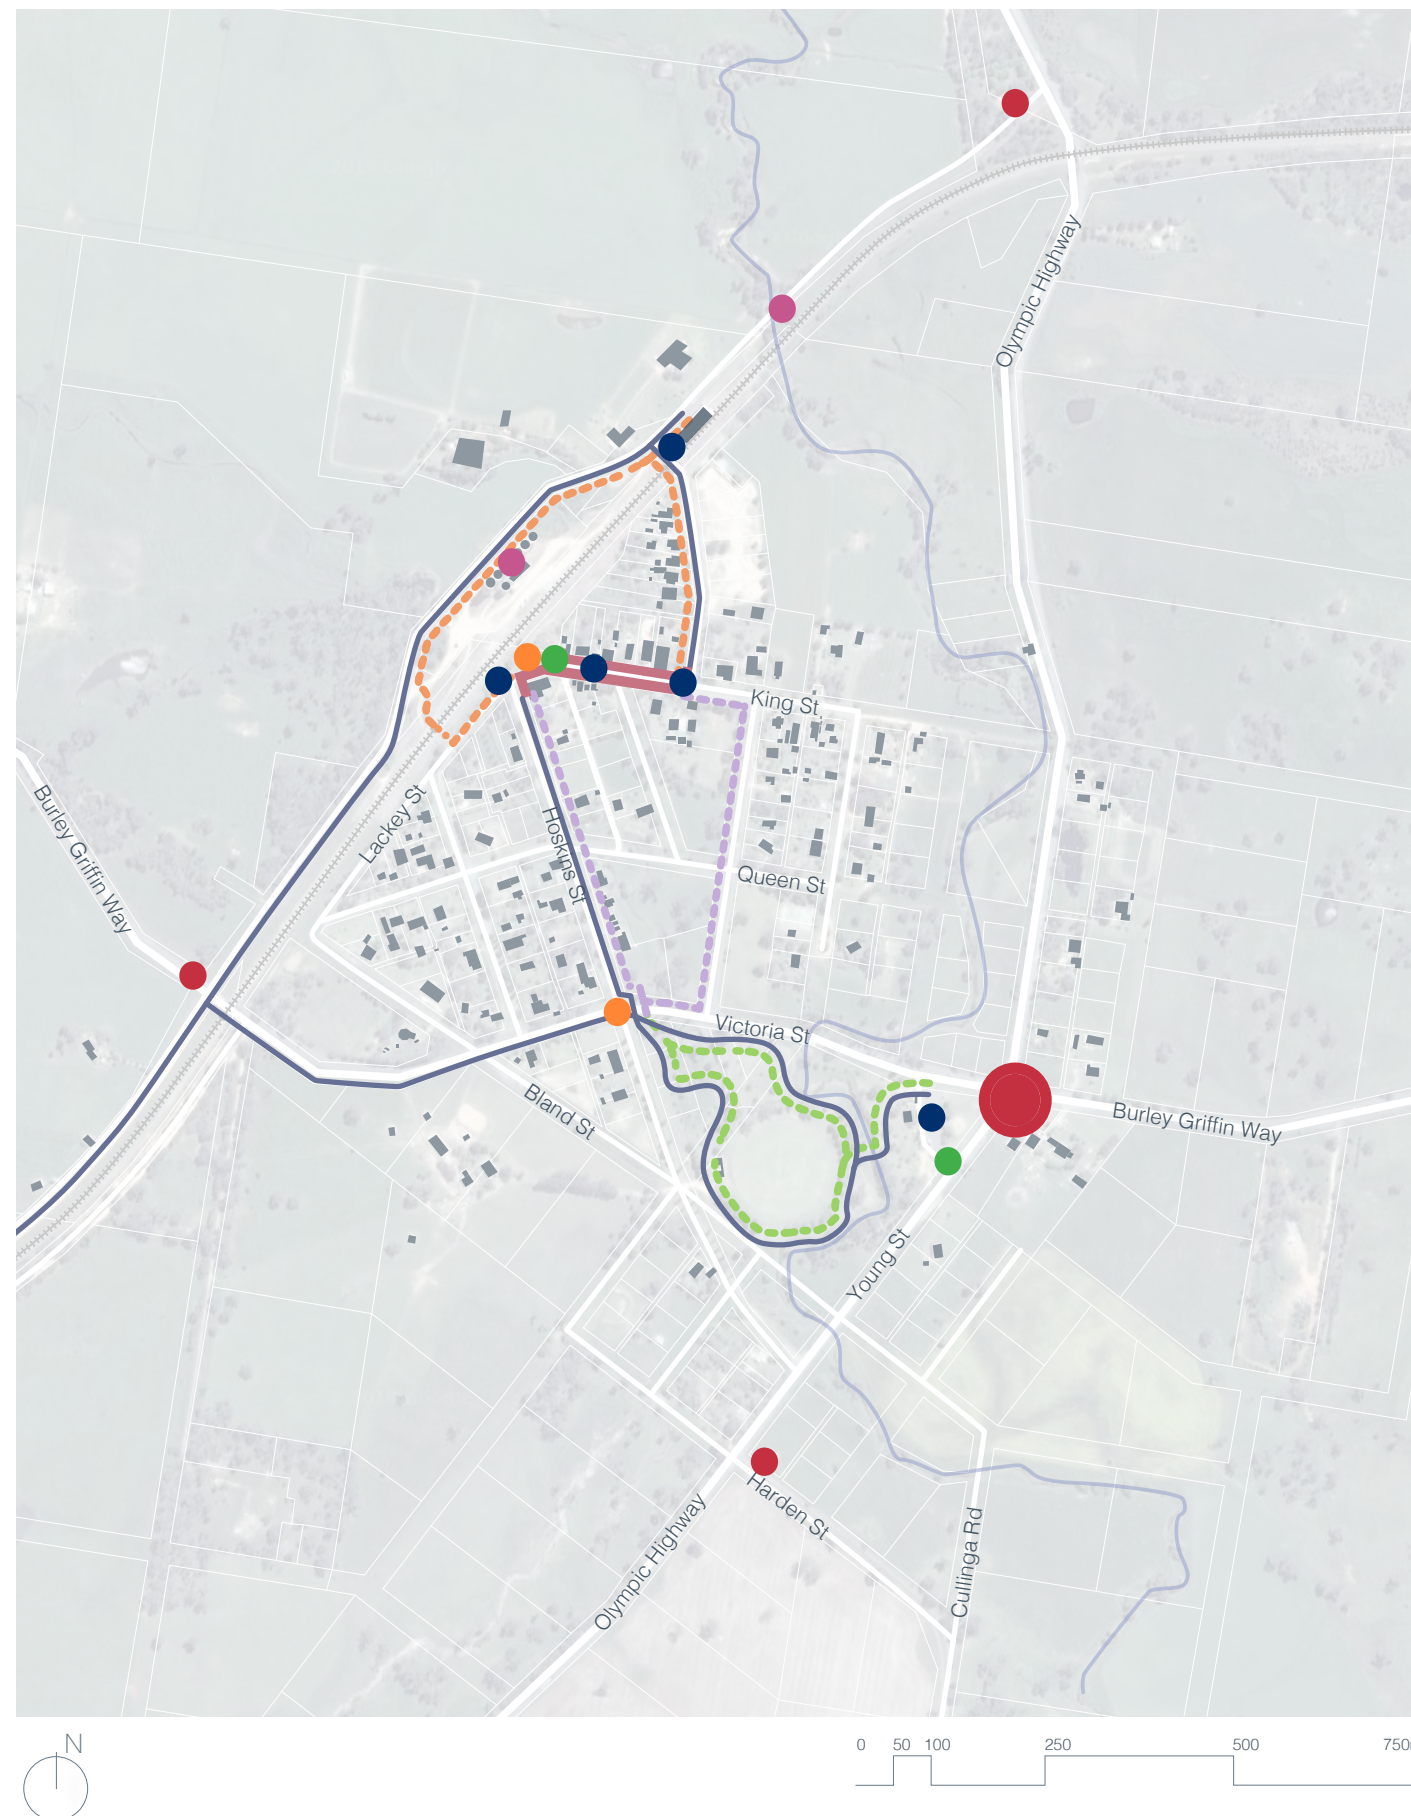 Olympic Highway
King St
Burley Griffin Way
Lackey St
Hoskins St
Queen St
Victoria St
Bland St
Burley Griffin Way
Young St
Harden St
Olympic Highway
Cullinga Rd
N
0 50 100 250 500 750